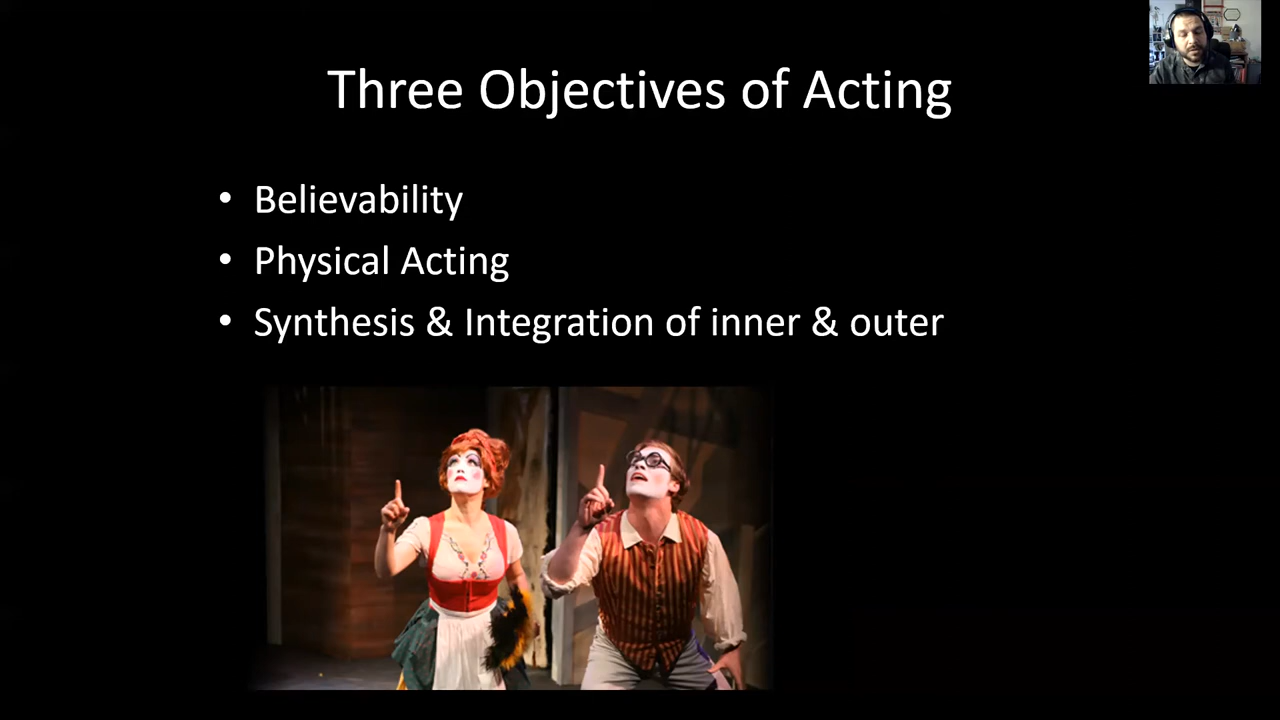 Three Objectives of Acting
• Believability
• Physical Acting
• Synthesis & Integration of inner & outer